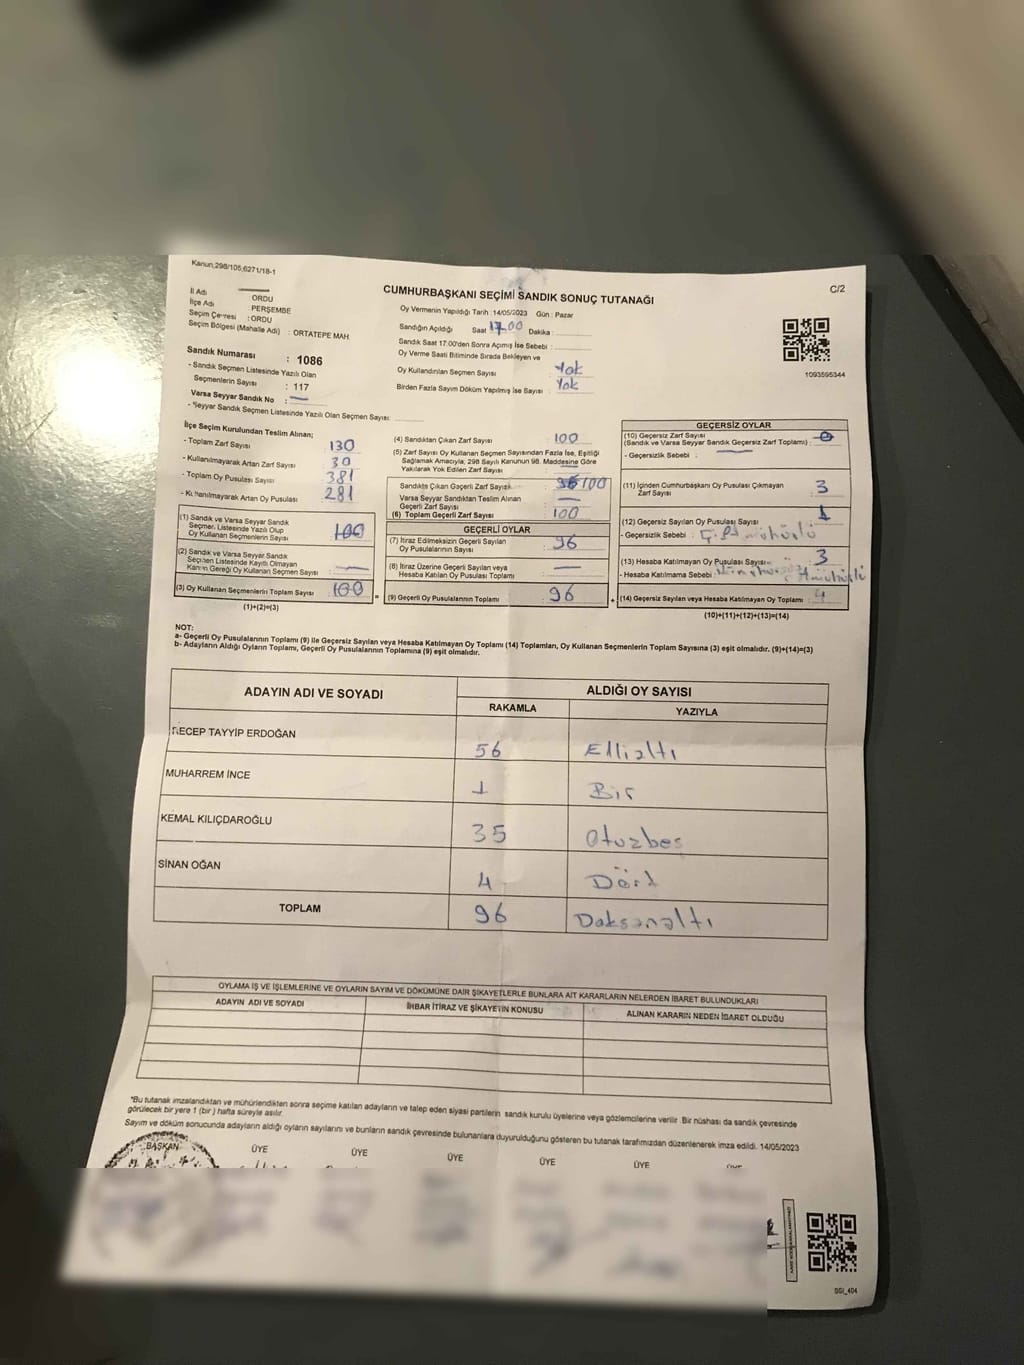 Kanun,298/105,6271/18-1
C/2
CUMHURBAŞKANI SEÇİMİ SANDIK SONUÇ TUTANAĞI
İl Adı : ORDU
İlçe Adı : PERŞEMBE
Seçim Çevresi : ORDU
Seçim Bölgesi (Mahalle Adı) : ORTATEPE MAH.
Oy Vermenin Yapıldığı Tarih :14/05/2023 Gün : Pazar
Sandığın Açıldığı Saat 17.00 Dakika :
Sandık Saat 17:00'den Sonra Açımış İse Sebebi :
Oy Verme Saati Bitiminde Sırada Bekleyen ve
Oy Kullandırılan Seçmen Sayısı : Yok
Birden Fazla Sayım Döküm Yapılmış İse Sayısı : Yok
1093595344
Sandık Numarası : 1086
- Sandık Seçmen Listesinde Yazılı Olan
Seçmenlerin Sayısı : 117
Varsa Seyyar Sandık No : —
- Seyyar Sandık Seçmen Listesinde Yazılı Olan Seçmen Sayısı:
İlçe Seçim Kurulundan Teslim Alınan;
- Toplam Zarf Sayısı : 130
- Kullanılmayarak Artan Zarf Sayısı : 30
- Toplam Oy Pusulası Sayısı : 381
- Kullanılmayarak Artan Oy Pusulası : 281
(1) Sandık ve Varsa Seyyar Sandık
Seçmen Listesinde Yazılı Olup
Oy Kullanan Seçmenlerin Sayısı : 100
(2) Sandık ve Varsa Seyyar Sandık
Seçmen Listesinde Kayıtlı Olmayan
Kanun Gereği Oy Kullanan Seçmen Sayısı : —
(3) Oy Kullanan Seçmenlerin Toplam Sayısı : 100
(1)+(2)=(3)
(4) Sandıktan Çıkan Zarf Sayısı : 100
(5) Zarf Sayısı Oy Kullanan Seçmen Sayısından Fazla İse, Eşitliği
Sağlamak Amacıyla, 298 Sayılı Kanunun 98. Maddesine Göre
Yakılarak Yok Edilen Zarf Sayısı : —
Sandıkta Çıkan Geçerli Zarf Sayısı : 100
Varsa Seyyar Sandıktan Teslim Alınan
Geçerli Zarf Sayısı : —
(6) Toplam Geçerli Zarf Sayısı : 100
GEÇERLİ OYLAR
(7) İtiraz Edilmeksizin Geçerli Sayılan
Oy Pusulalarının Sayısı : 96
(8) İtiraz Üzerine Geçerli Sayılan veya
Hesaba Katılan Oy Pusulası Toplamı : —
(9) Geçerli Oy Pusulalarının Toplamı : 96
GEÇERSİZ OYLAR
(10) Geçersiz Zarf Sayısı
(Sandık ve Varsa Seyyar Sandık Geçersiz Zarf Toplamı) : 0
- Geçersizlik Sebebi : —
(11) İçinden Cumhurbaşkanı Oy Pusulası Çıkmayan
Zarf Sayısı : 3
(12) Geçersiz Sayılan Oy Pusulası Sayısı : 1
- Geçersizlik Sebebi :
(13) Hesaba Katılmayan Oy Pusulası Sayısı : 3
- Hesaba Katılmama Sebebi :
(14) Geçersiz Sayılan veya Hesaba Katılmayan Oy Toplamı : 4
(10)+(11)+(12)+(13)=(14)
NOT:
a- Geçerli Oy Pusulalarının Toplamı (9) ile Geçersiz Sayılan veya Hesaba Katılmayan Oy Toplamı (14) Toplamları, Oy Kullanan Seçmenlerin Toplam Sayısına (3) eşit olmalıdır. (9)+(14)=(3)
b- Adayların Aldığı Oyların Toplamı, Geçerli Oy Pusulalarının Toplamına (9) eşit olmalıdır.
ADAYIN ADI VE SOYADI ALDIĞI OY SAYISI
RAKAMLA YAZIYLA
RECEP TAYYİP ERDOĞAN 56 Ellialtı
MUHARREM İNCE 1 Bir
KEMAL KILIÇDAROĞLU 35 Otuzbes
SİNAN OĞAN 4 Dört
TOPLAM 96 Doksanaltı
OYLAMA İŞ VE İŞLEMLERİNE VE OYLARIN SAYIM VE DÖKÜMÜNE DAİR ŞİKAYETLERLE BUNLARA AİT KARARLARIN NELERDEN İBARET BULUNDUKLARI
ADAYIN ADI VE SOYADI İHBAR İTİRAZ VE ŞİKAYETİN KONUSU ALINAN KARARIN NEDEN İBARET OLDUĞU
*Bu tutanak imzalandıktan ve mühürlendikten sonra seçime katılan adayların ve talep eden siyasi partilerin sandık kurulu üyelerine veya gözlemcilerine verilir. Bir nüshası da sandık çevresinde
görülecek bir yere 1 (bir ) hafta süreyle asılır.
Sayım ve döküm sonucunda adayların aldığı oyların sayılarını ve bunların sandık çevresinde bulunanlara duyurulduğunu gösteren bu tutanak tarafımızdan düzenlenerek imza edildi. 14/05/2023
BAŞKAN ÜYE ÜYE ÜYE ÜYE ÜYE ÜYE